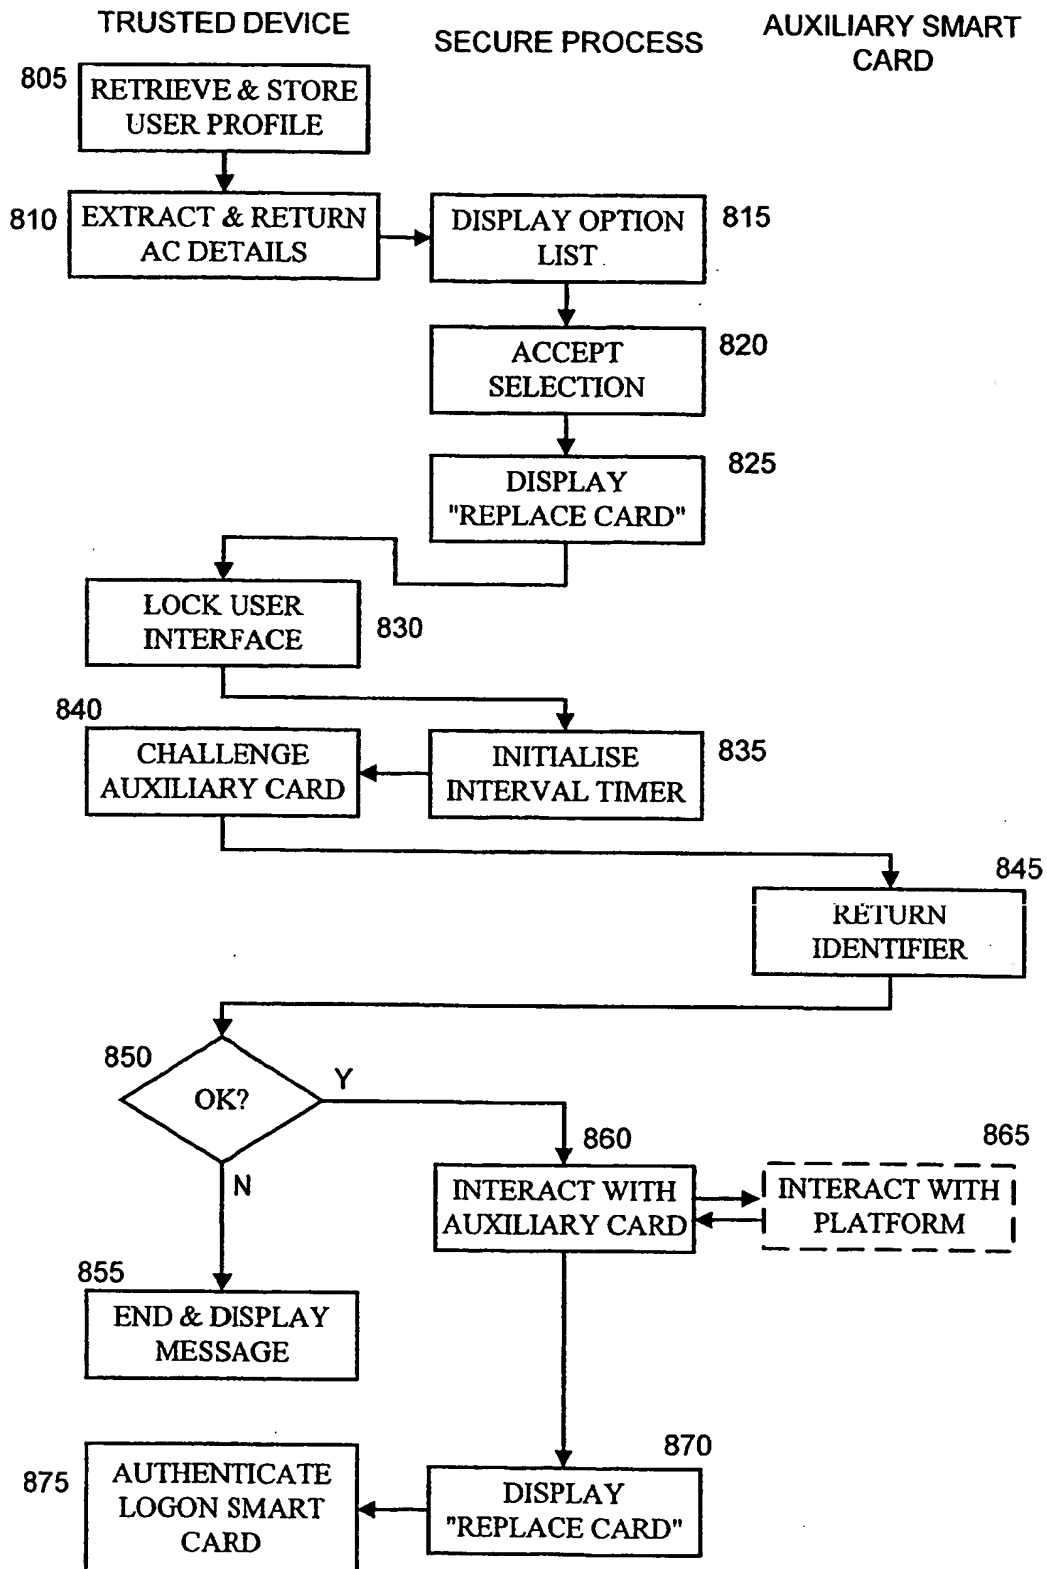 TRUSTED DEVICE
SECURE PROCESS
AUXILIARY SMART
CARD
805
RETRIEVE & STORE
USER PROFILE
810
EXTRACT & RETURN
AC DETAILS
DISPLAY OPTION
LIST
815
ACCEPT
SELECTION
820
DISPLAY
"REPLACE CARD"
825
LOCK USER
INTERFACE
830
840
CHALLENGE
AUXILIARY CARD
INITIALISE
INTERVAL TIMER
835
845
RETURN
IDENTIFIER
850
OK?
Y
N
860
INTERACT WITH
AUXILIARY CARD
865
INTERACT WITH
PLATFORM
855
END & DISPLAY
MESSAGE
870
DISPLAY
"REPLACE CARD"
875
AUTHENTICATE
LOGON SMART
CARD